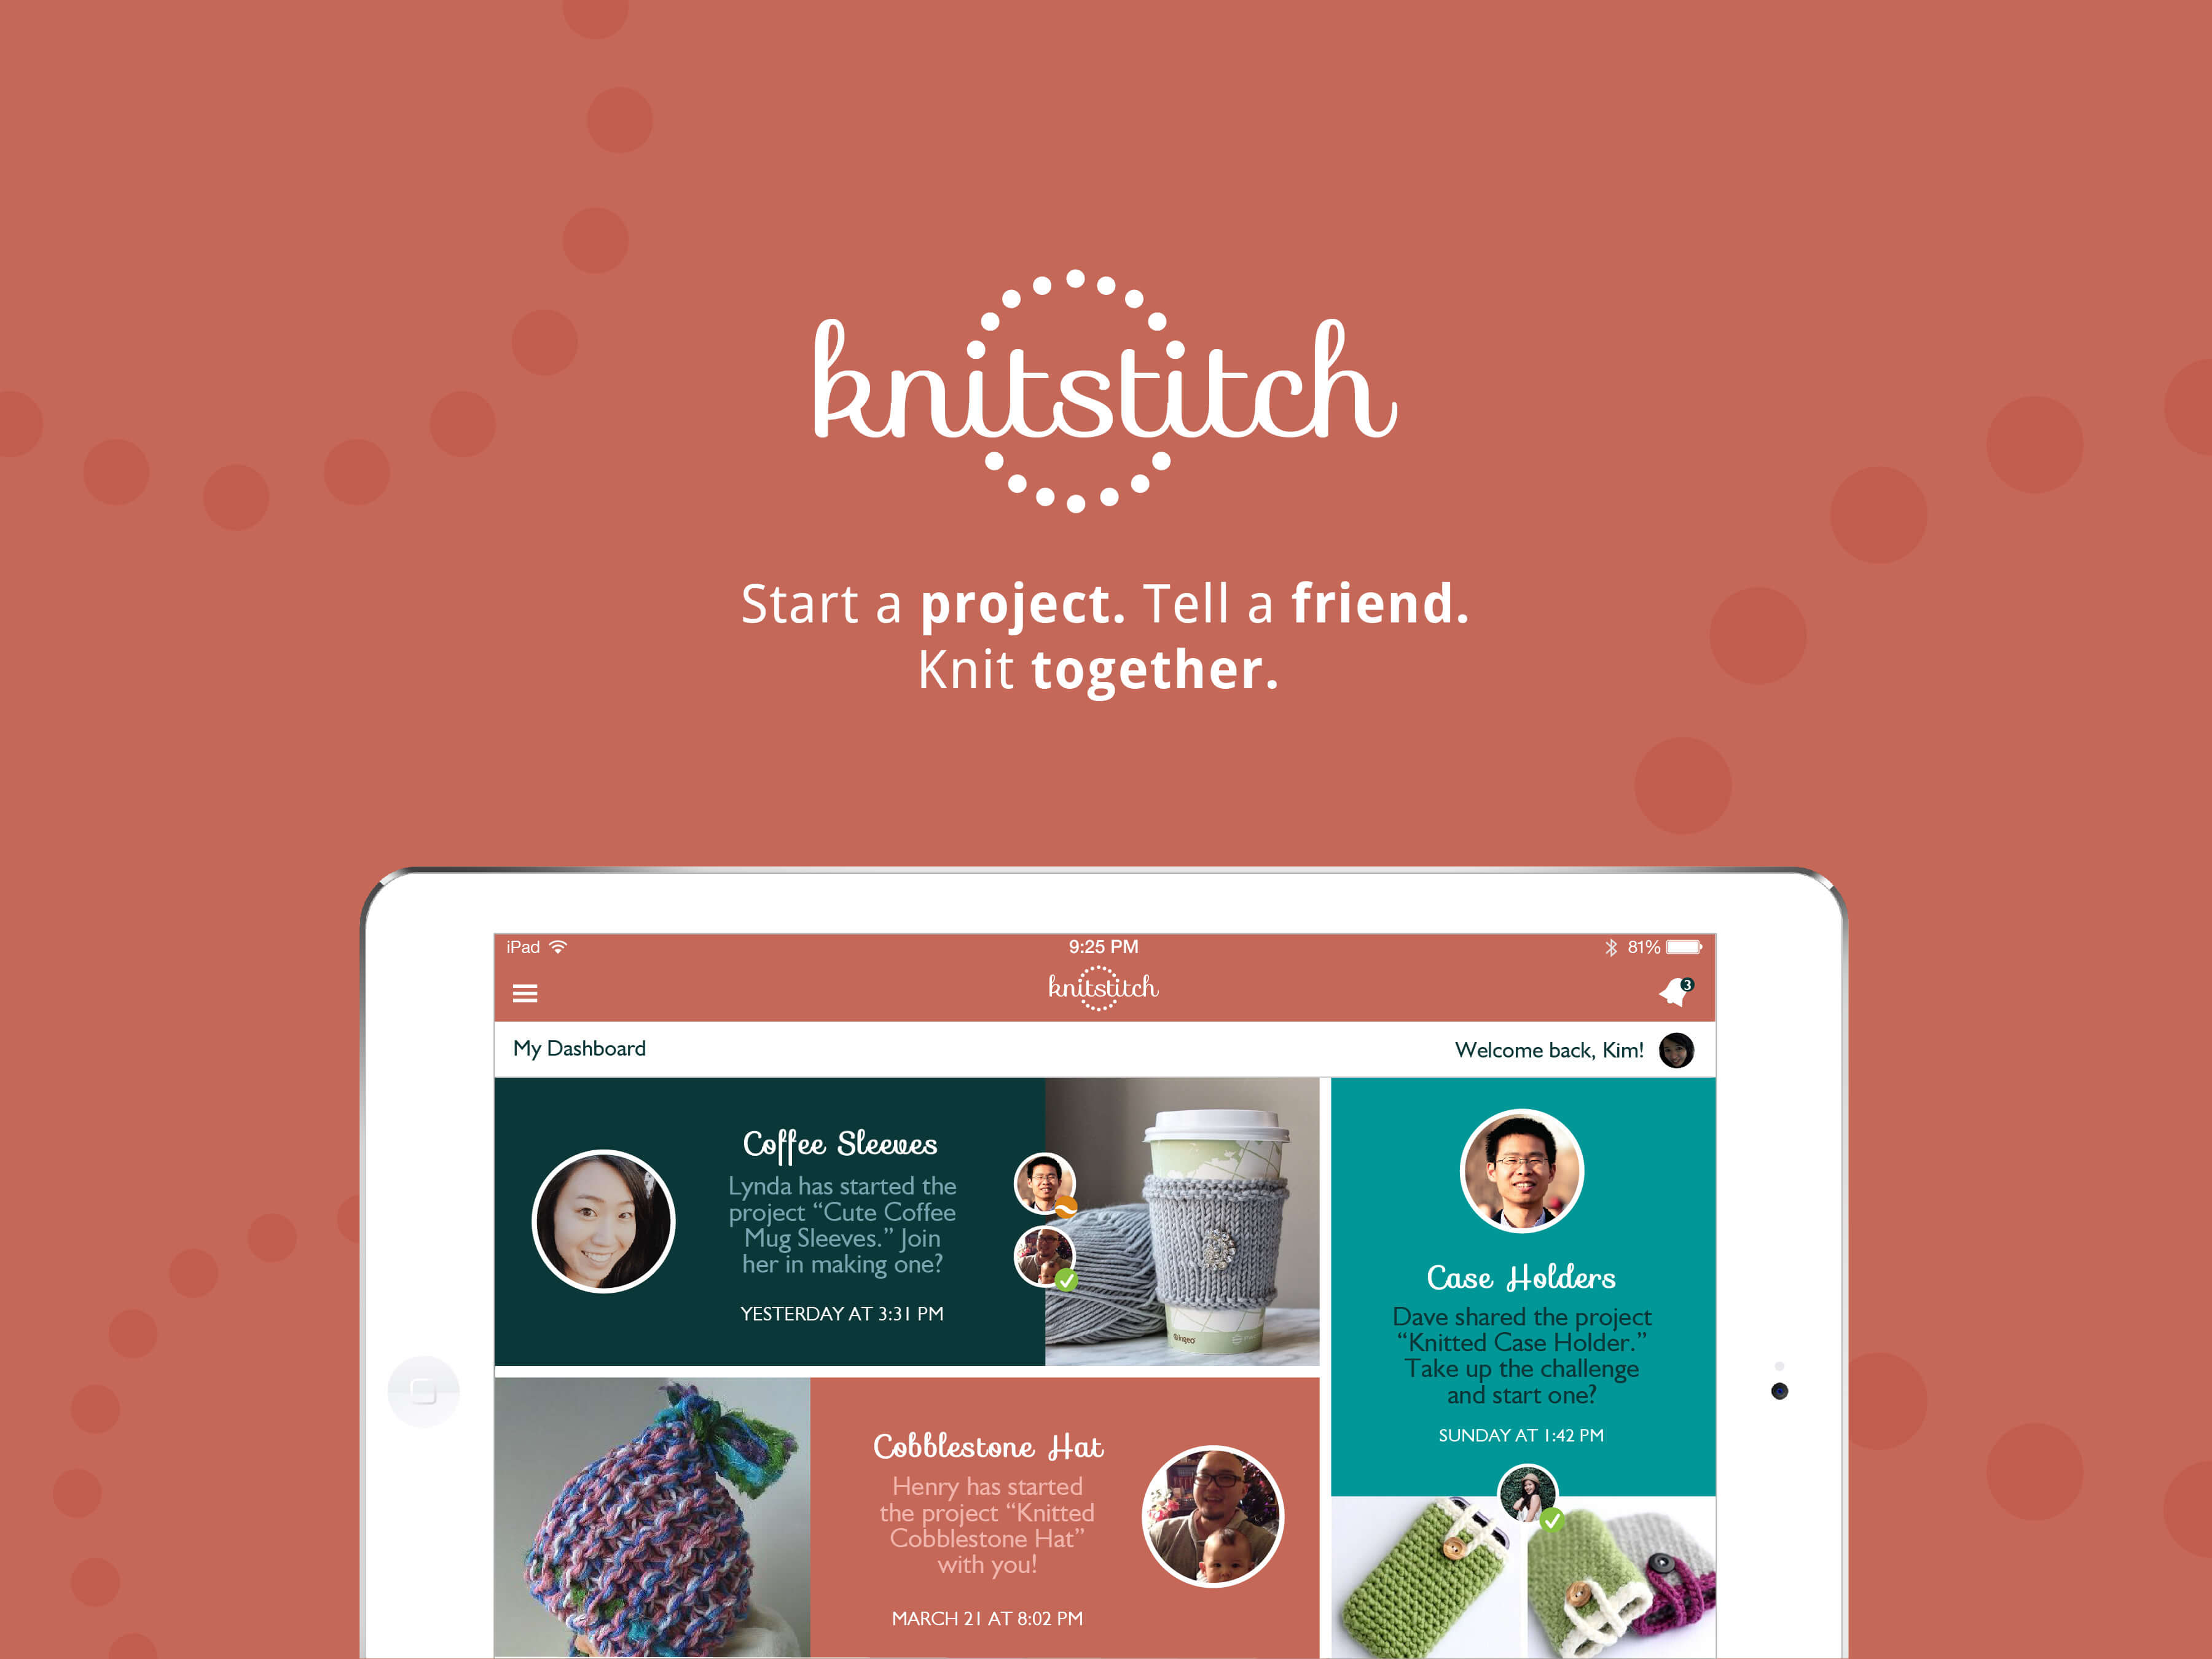 knitstitch
Start a project. Tell a friend.
Knit together.
iPad
9:25 PM
81%
knitstitch
3
My Dashboard
Welcome back, Kim!
Coffee Sleeves
Lynda has started the
project “Cute Coffee
Mug Sleeves.” Join
her in making one?
YESTERDAY AT 3:31 PM
ingeo
Case Holders
Dave shared the project
“Knitted Case Holder.”
Take up the challenge
and start one?
SUNDAY AT 1:42 PM
Cobblestone Hat
Henry has started
the project “Knitted
Cobblestone Hat”
with you!
MARCH 21 AT 8:02 PM